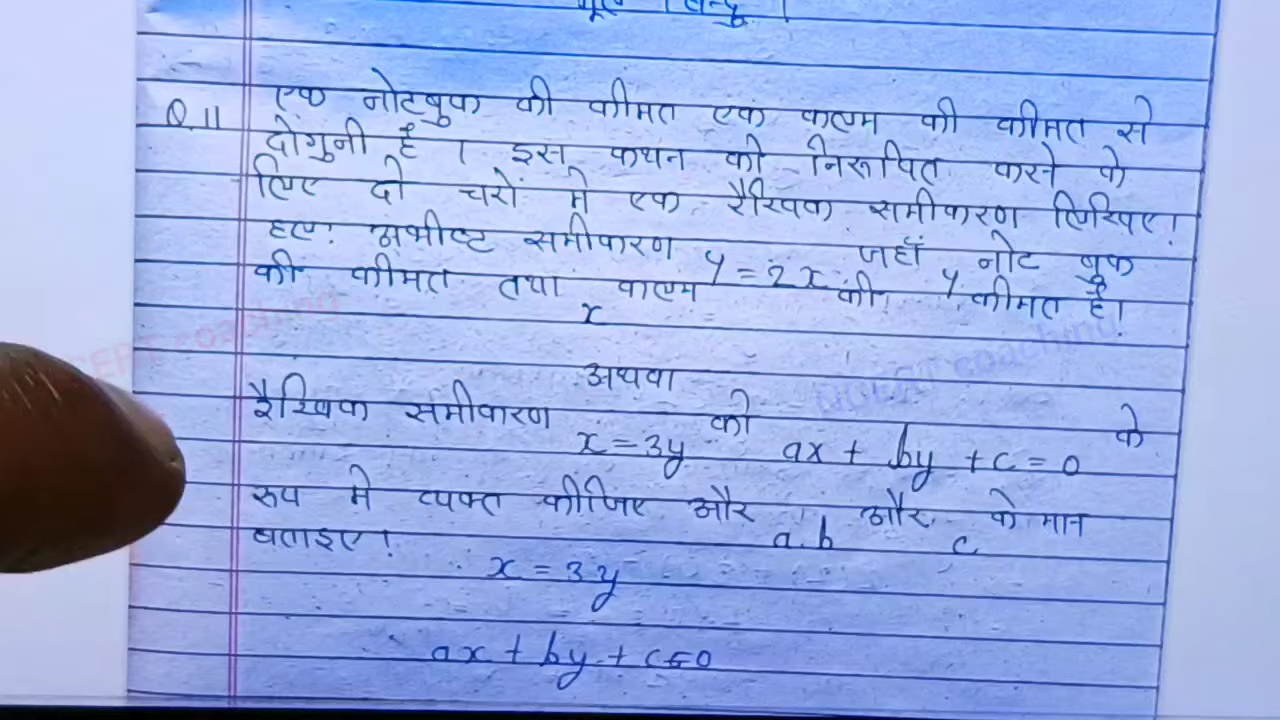 मूल बिन्दु।
Q.11 एक नोटबुक की कीमत एक कलम की कीमत से
दोगुनी है। इस कथन को निरूपित करने के
लिए दो चरों में एक रैखिक समीकरण लिखिए।
हल: अभीष्ट समीकरण y = 2x जहाँ नोट बुक
की कीमत तथा कलम x की y कीमत है।
अथवा
रैखिक समीकरण x = 3y को ax + by + c = 0 के
रूप मे व्यक्त कीजिए और a, b और c के मान
बताइए।
x = 3y
ax + by + c = 0